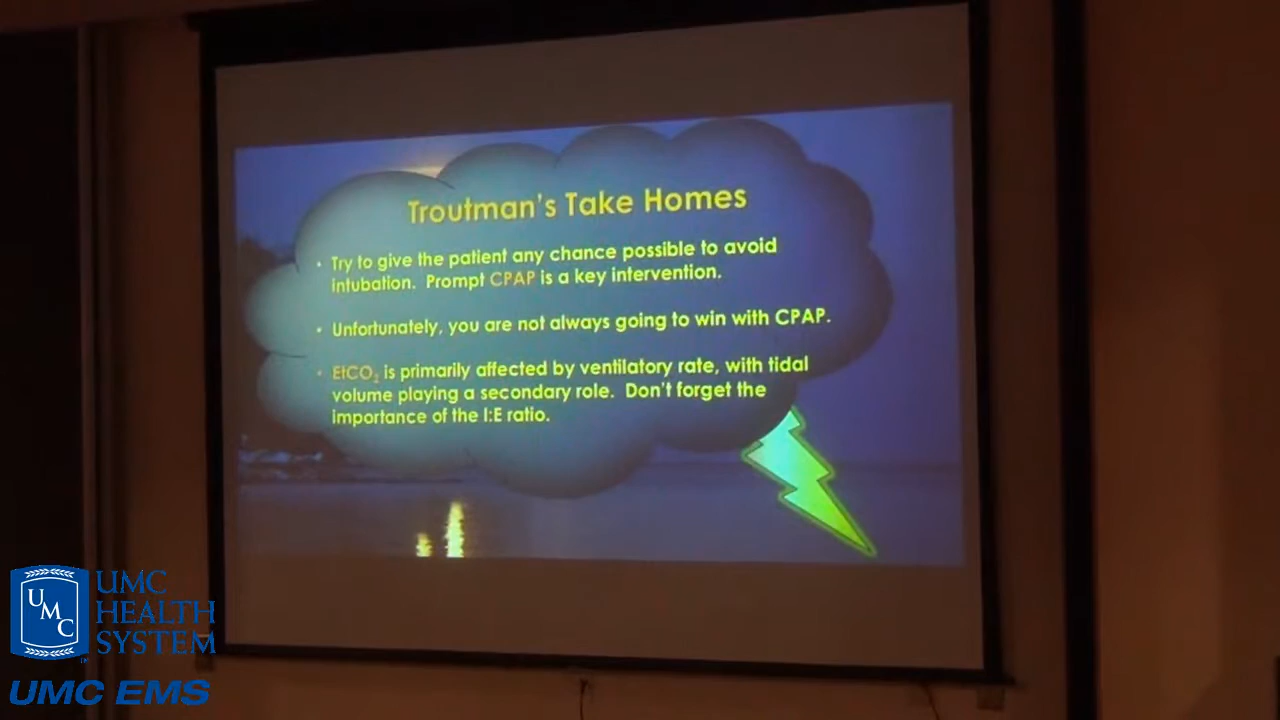 Troutman's Take Homes
• Try to give the patient any chance possible to avoid
intubation. Prompt CPAP is a key intervention.
• Unfortunately, you are not always going to win with CPAP.
• EtCO₂ is primarily affected by ventilatory rate, with tidal
volume playing a secondary role. Don't forget the
importance of the I:E ratio.
UMC
UMC
HEALTH
SYSTEM
TM
UMC EMS